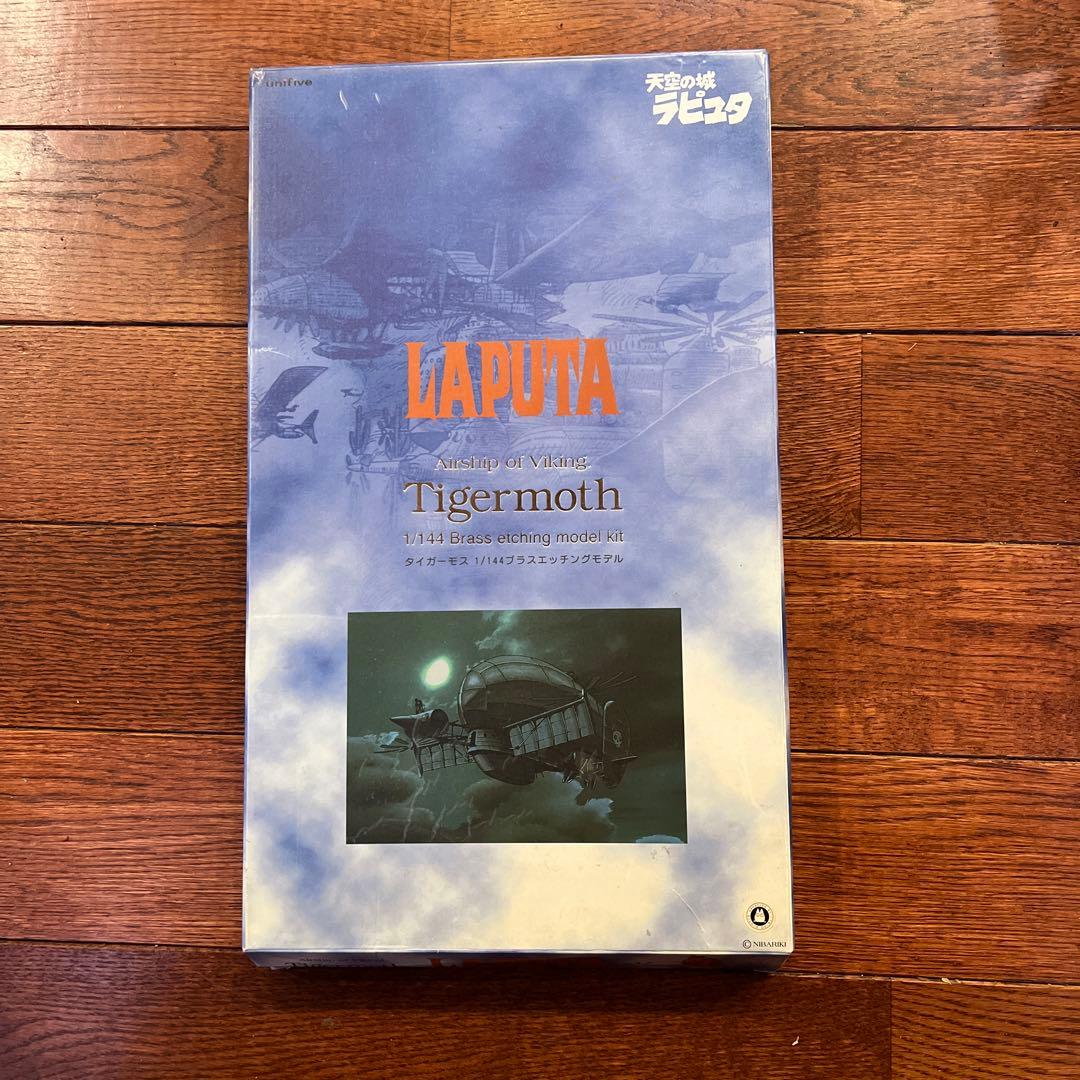 unifive
天空の城
ラピュタ
LAPUTA
Airship of Viking.
Tigermoth
1/144 Brass etching model kit
タイガーモス 1/144ブラスエッチングモデル
© NIBARIKI
Tigermoth